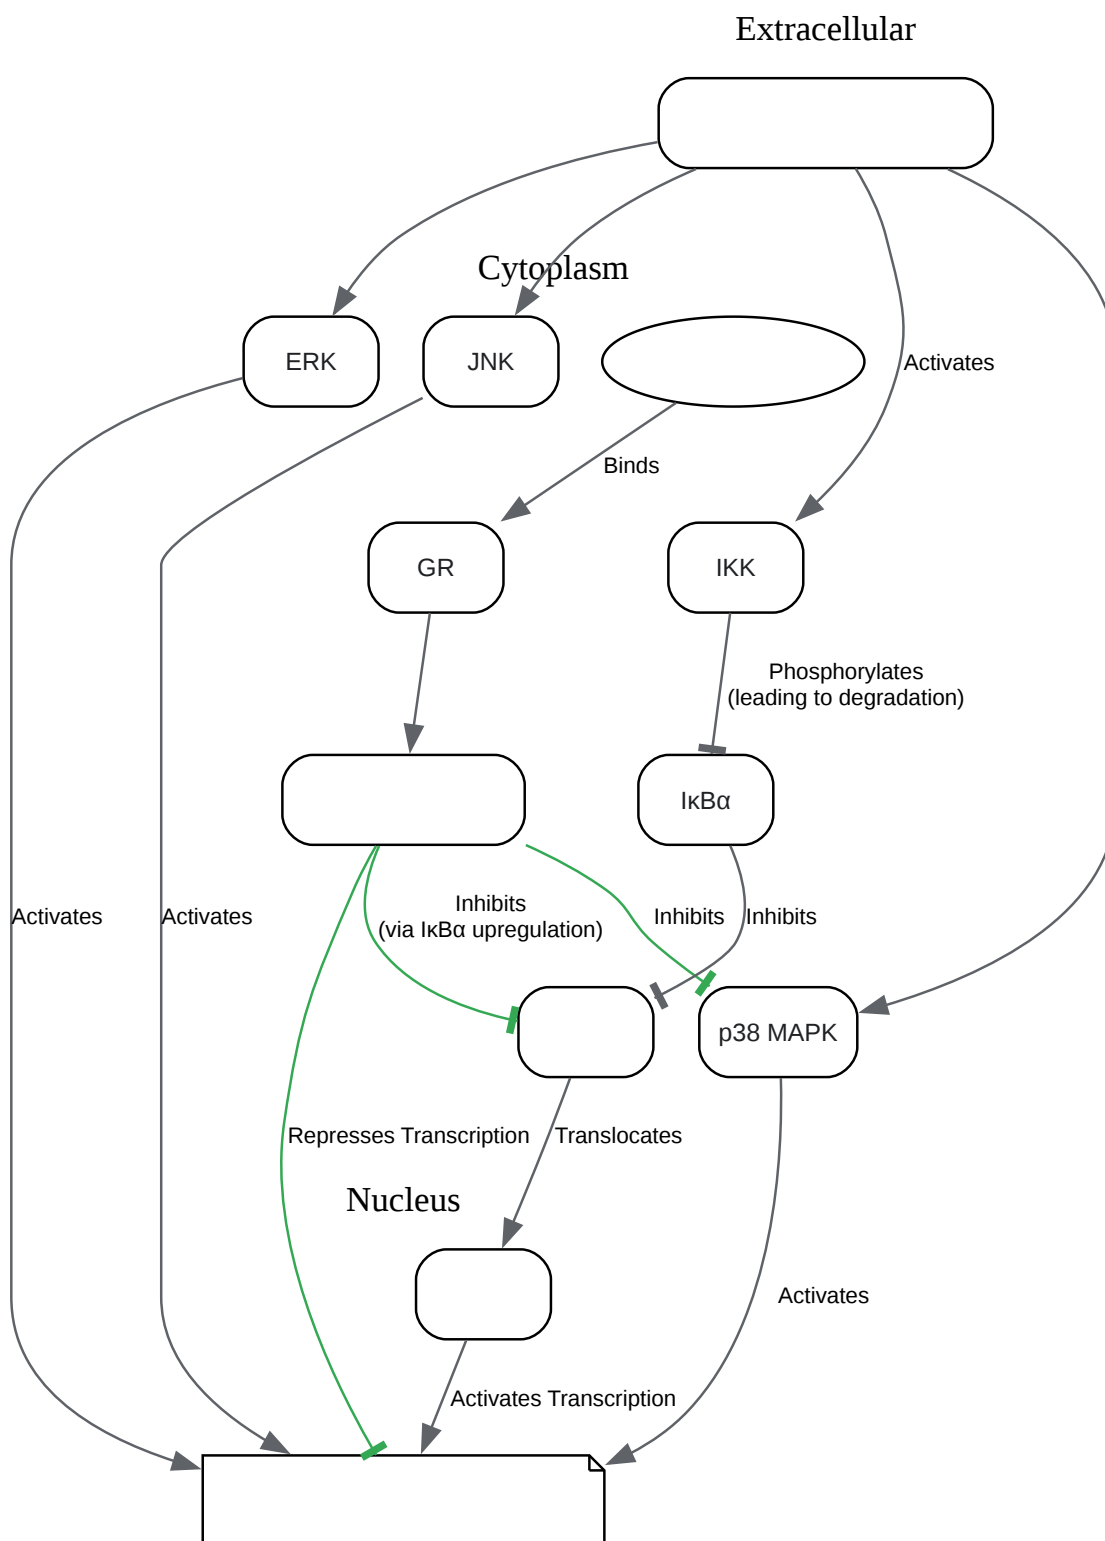 Extracellular
Cytoplasm
ERK
JNK
Activates
Binds
GR
IKK
Phosphorylates
(leading to degradation)
IκBα
Activates
Activates
Inhibits
(via IκBα upregulation)
Inhibits
Inhibits
p38 MAPK
Represses Transcription
Translocates
Nucleus
Activates
Activates Transcription